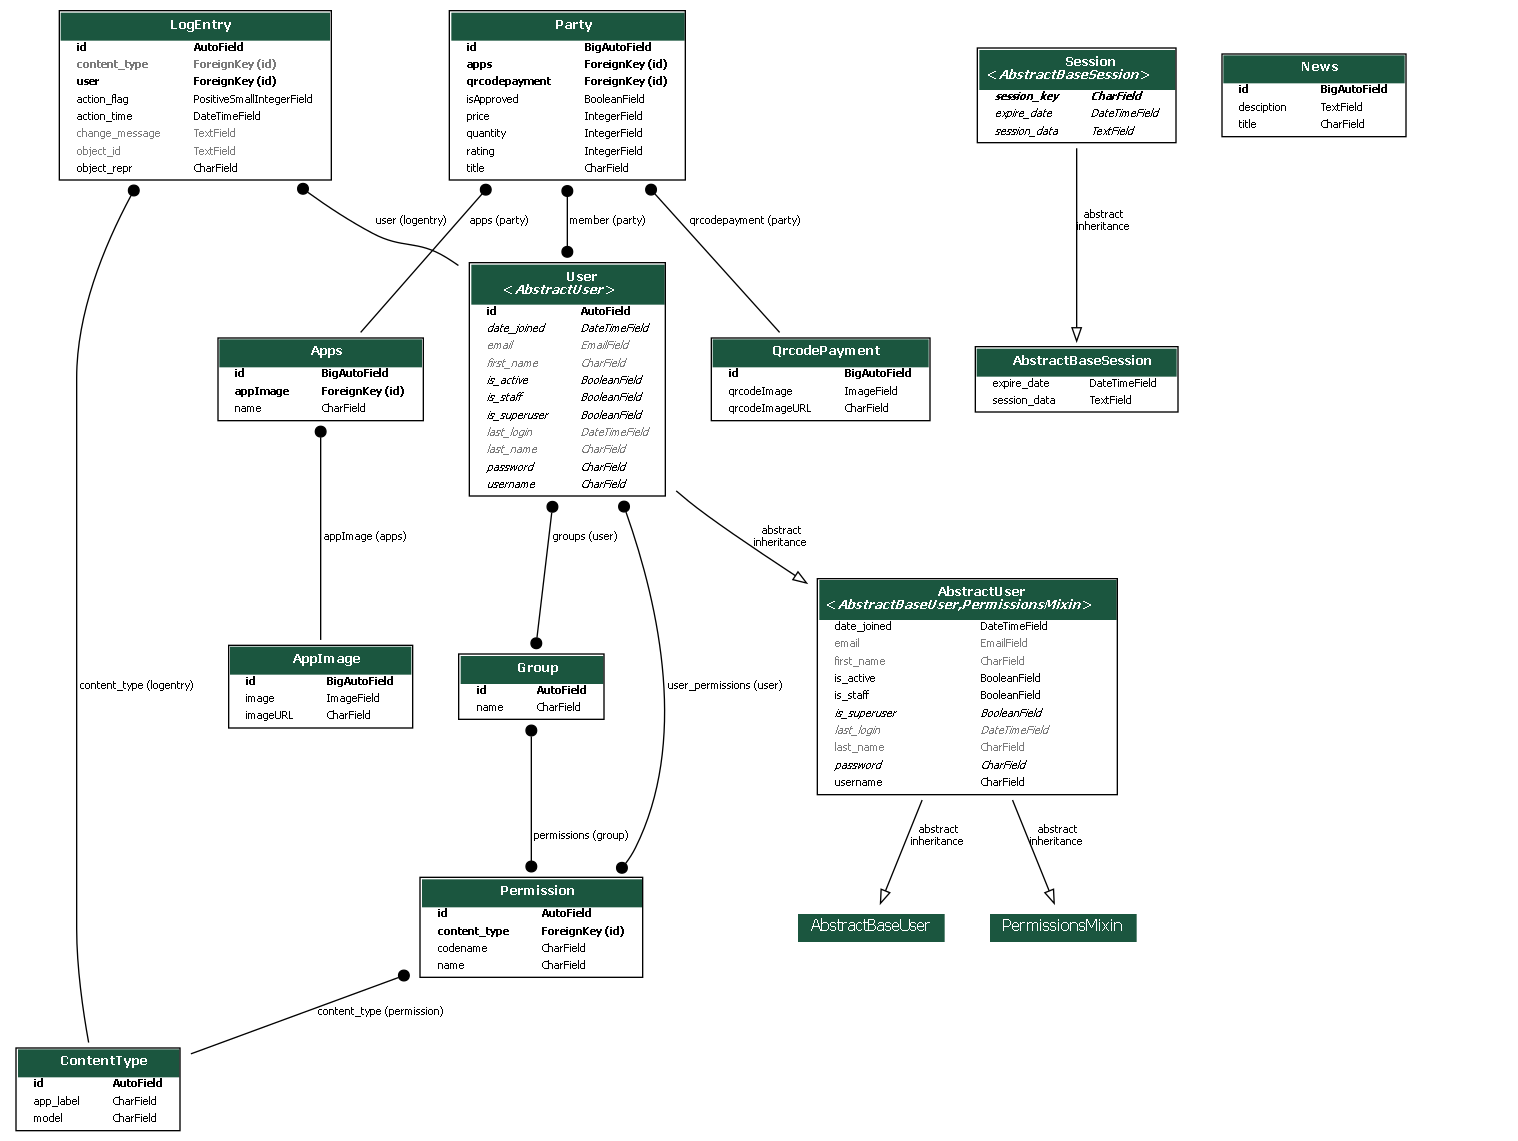 LogEntry
id AutoField
content_type ForeignKey (id)
user ForeignKey (id)
action_flag PositiveSmallIntegerField
action_time DateTimeField
change_message TextField
object_id TextField
object_repr CharField
Party
id BigAutoField
apps ForeignKey (id)
qrcodepayment ForeignKey (id)
isApproved BooleanField
price IntegerField
quantity IntegerField
rating IntegerField
title CharField
Session
<AbstractBaseSession>
session_key CharField
expire_date DateTimeField
session_data TextField
News
id BigAutoField
desciption TextField
title CharField
user (logentry)
apps (party)
member (party)
qrcodepayment (party)
abstract
inheritance
User
<AbstractUser>
id AutoField
date_joined DateTimeField
email EmailField
first_name CharField
is_active BooleanField
is_staff BooleanField
is_superuser BooleanField
last_login DateTimeField
last_name CharField
password CharField
username CharField
Apps
id BigAutoField
appImage ForeignKey (id)
name CharField
QrcodePayment
id BigAutoField
qrcodeImage ImageField
qrcodeImageURL CharField
AbstractBaseSession
expire_date DateTimeField
session_data TextField
appImage (apps)
groups (user)
abstract
inheritance
AbstractUser
<AbstractBaseUser,PermissionsMixin>
date_joined DateTimeField
email EmailField
first_name CharField
is_active BooleanField
is_staff BooleanField
is_superuser BooleanField
last_login DateTimeField
last_name CharField
password CharField
username CharField
AppImage
id BigAutoField
image ImageField
imageURL CharField
Group
id AutoField
name CharField
content_type (logentry)
user_permissions (user)
permissions (group)
abstract
inheritance
abstract
inheritance
Permission
id AutoField
content_type ForeignKey (id)
codename CharField
name CharField
AbstractBaseUser
PermissionsMixin
content_type (permission)
ContentType
id AutoField
app_label CharField
model CharField